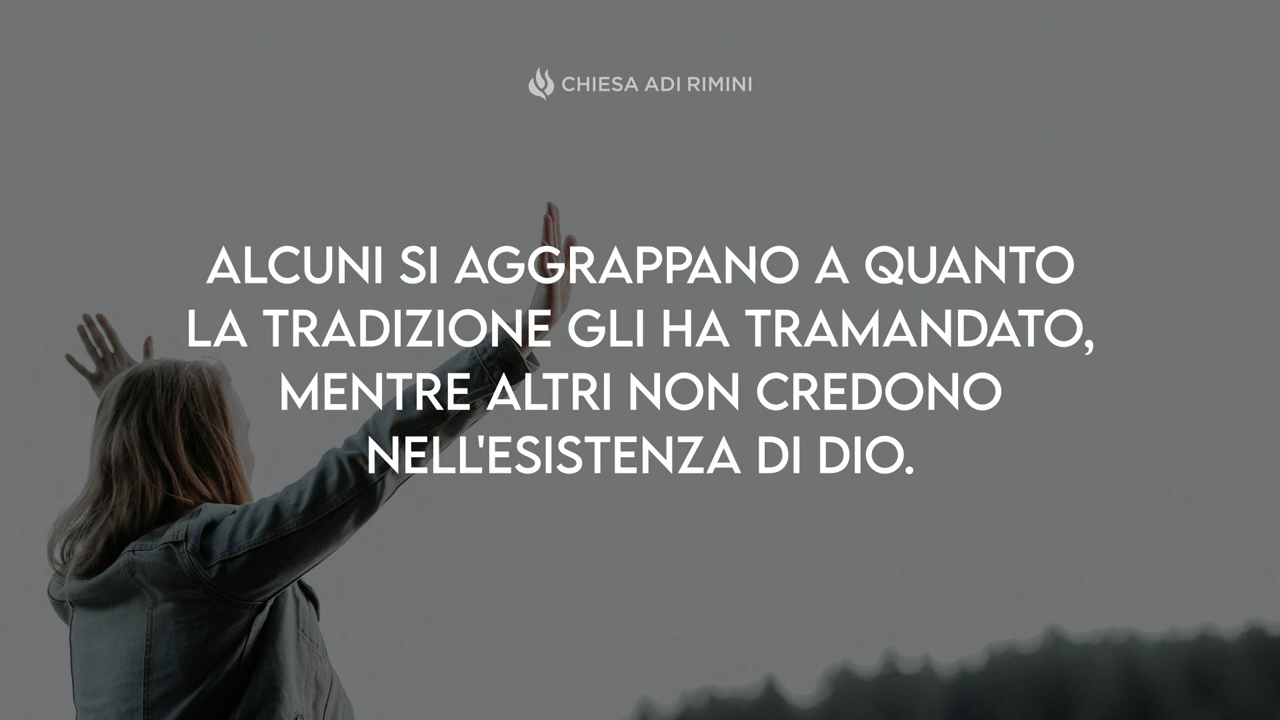 CHIESA ADI RIMINI
ALCUNI SI AGGRAPPANO A QUANTO
LA TRADIZIONE GLI HA TRAMANDATO,
MENTRE ALTRI NON CREDONO
NELL'ESISTENZA DI DIO.